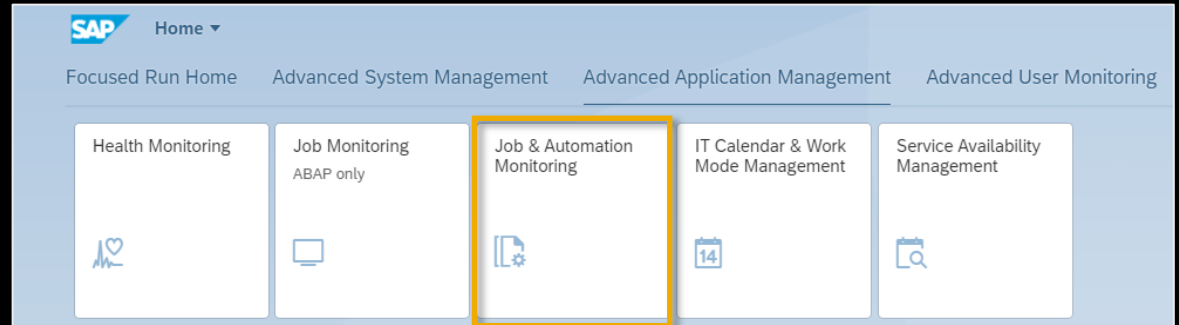 SAP Home
Focused Run Home Advanced System Management Advanced Application Management Advanced User Monitoring
Health Monitoring
Job Monitoring
ABAP only
Job & Automation
Monitoring
IT Calendar & Work
Mode Management
14
Service Availability
Management